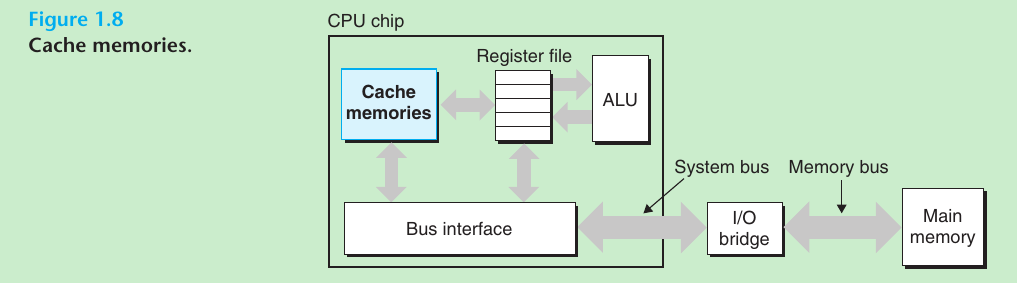 Figure 1.8
Cache memories.
CPU chip
Register file
Cache
memories
ALU
System bus
Memory bus
Bus interface
I/O
bridge
Main
memory